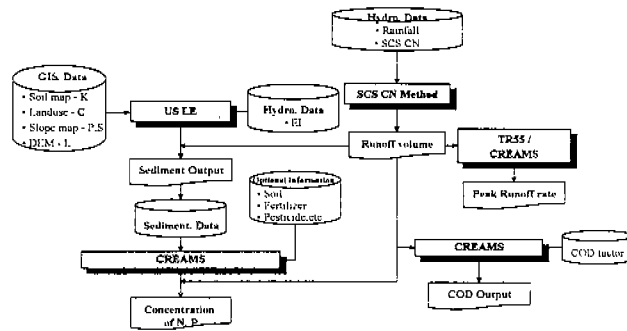 Hydro. Data
• Rainfall
• SCS CN
GIS. Data
• Soil map - K
• Landuse - C
• Slope map - P,S
• DEM - L
USLE
Hydro. Data
• EI
SCS CN Method
Runoff volume
TR55 /
CREAMS
Peak Runoff rate
Sediment Output
Sediment. Data
Optional Information
• Soil
• Fertilizer
• Pesticide.etc
CREAMS
Concentration
of N, P
CREAMS
COD factor
COD Output